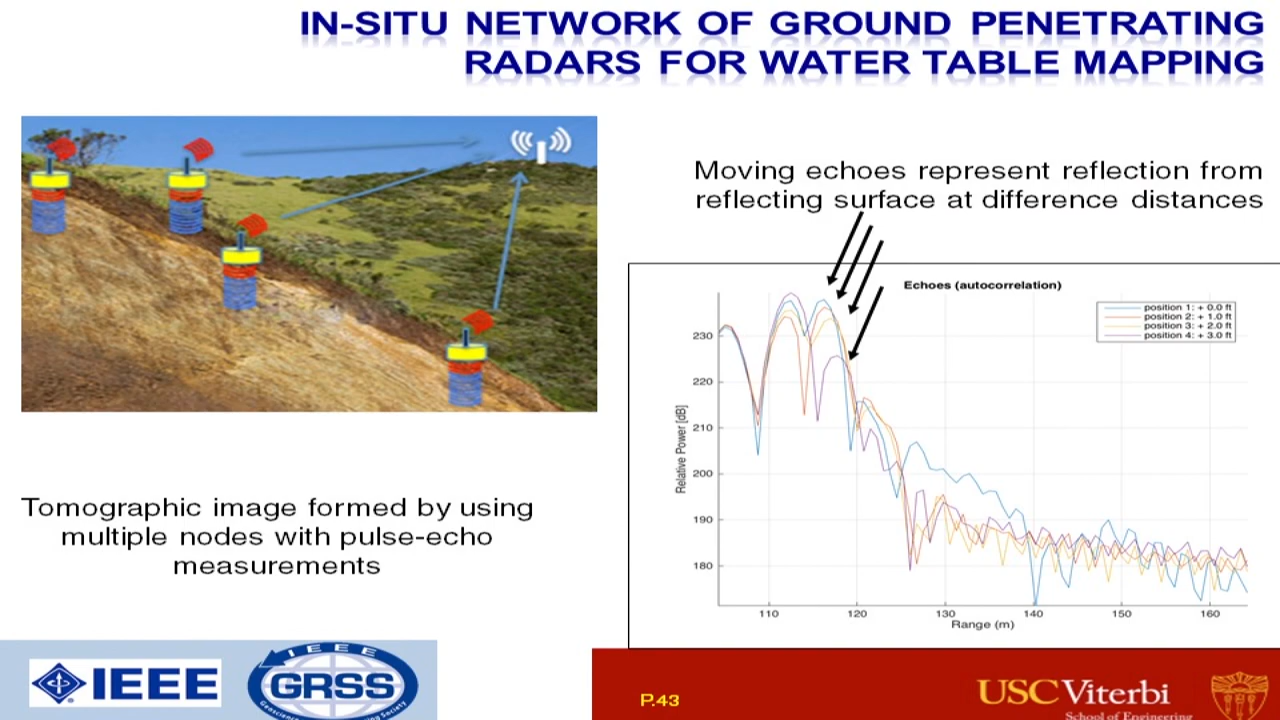 IN-SITU NETWORK OF GROUND PENETRATING
RADARS FOR WATER TABLE MAPPING
Moving echoes represent reflection from
reflecting surface at difference distances
Echoes (autocorrelation)
position 1: + 0.0 ft
position 2: + 1.0 ft
position 3: + 2.0 ft
position 4: + 3.0 ft
Relative Power [dB]
230
220
210
200
190
180
110 120 130 140 150 160
Range (m)
Tomographic image formed by using
multiple nodes with pulse-echo
measurements
IEEE
IEEE
GRSS
P.43
USC Viterbi
School of Engineering